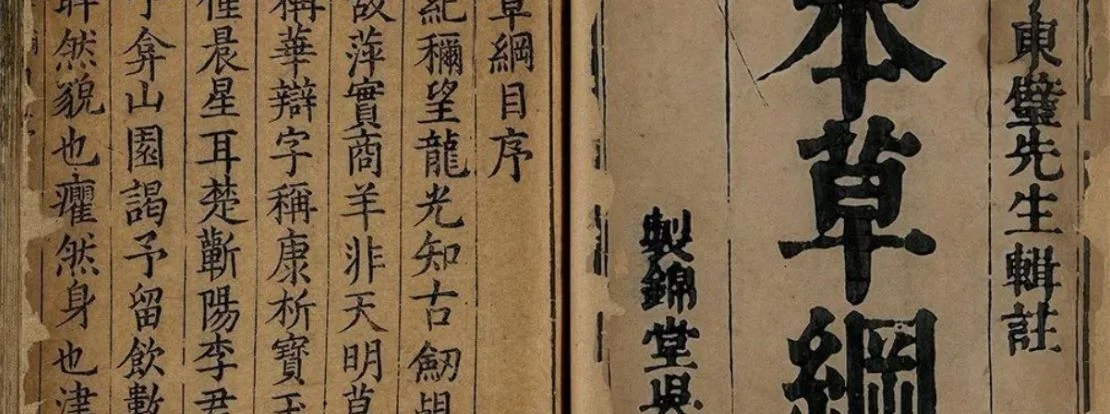 東璧先生輯註
本草綱
製錦堂
草綱目序
紀稱望龍光知古劒覘
故萍實商羊非天明
稱華辯字稱康析寶玉
僅晨星耳楚蘄陽李君
予弇山園謁予留飲數
睟然貌也癯然身也津